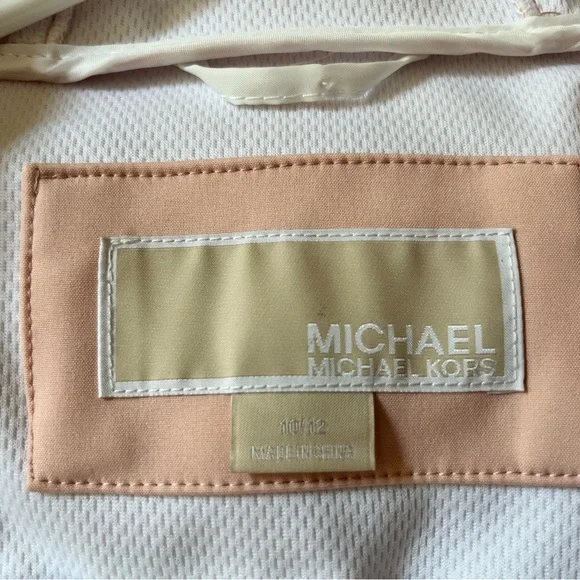 MICHAEL
MICHAEL KORS
10/12
MADE IN CHINA